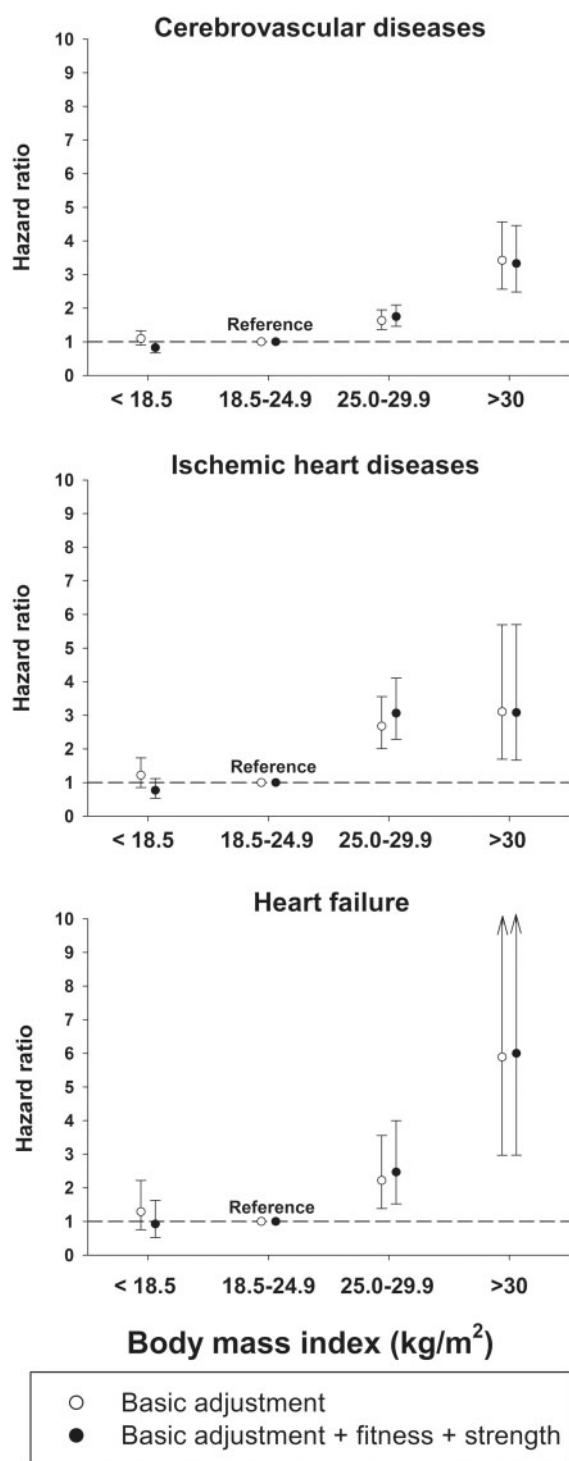 Cerebrovascular diseases
10
9
8
7
6
5
4
3
2
1
0
Hazard ratio
Reference
< 18.5 18.5-24.9 25.0-29.9 >30
Ischemic heart diseases
10
9
8
7
6
5
4
3
2
1
0
Hazard ratio
Reference
< 18.5 18.5-24.9 25.0-29.9 >30
Heart failure
10
9
8
7
6
5
4
3
2
1
0
Hazard ratio
Reference
< 18.5 18.5-24.9 25.0-29.9 >30
Body mass index (kg/m²)
Basic adjustment
Basic adjustment + fitness + strength